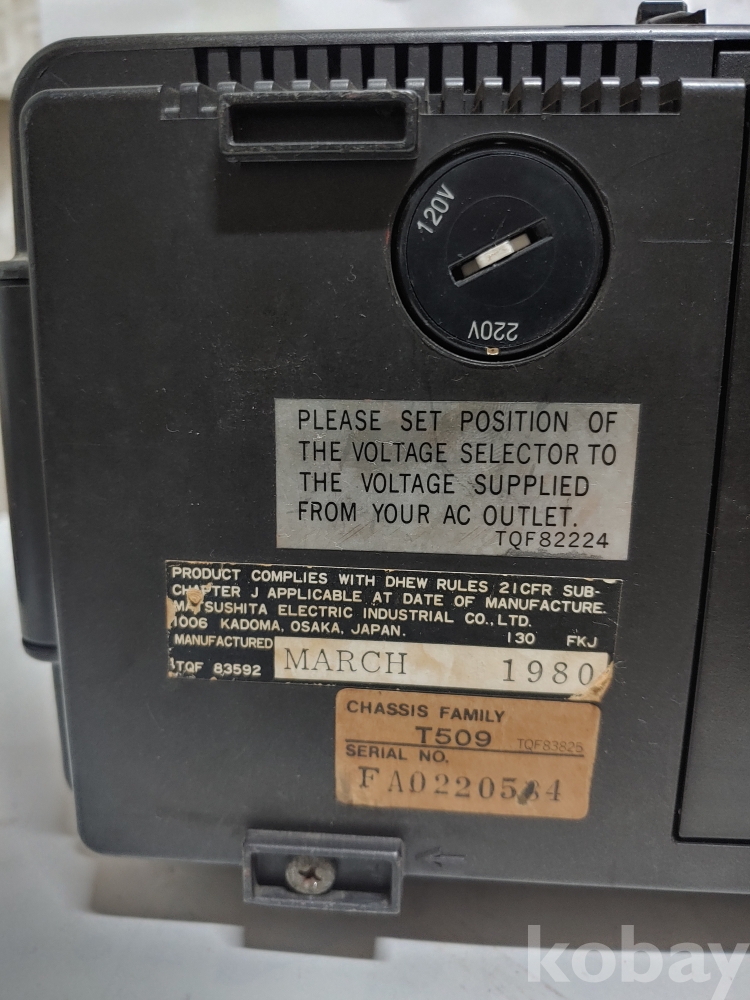 120V
220V
PLEASE SET POSITION OF
THE VOLTAGE SELECTOR TO
THE VOLTAGE SUPPLIED
FROM YOUR AC OUTLET.
TQF82224
PRODUCT COMPLIES WITH DHEW RULES 21CFR SUB-
CHAPTER J APPLICABLE AT DATE OF MANUFACTURE.
MATSUSHITA ELECTRIC INDUSTRIAL CO., LTD.
1006 KADOMA, OSAKA, JAPAN. 130 FKJ
MANUFACTURED MARCH 1980
TQF 83592
CHASSIS FAMILY
T509 TQF83825
SERIAL NO.
kobay